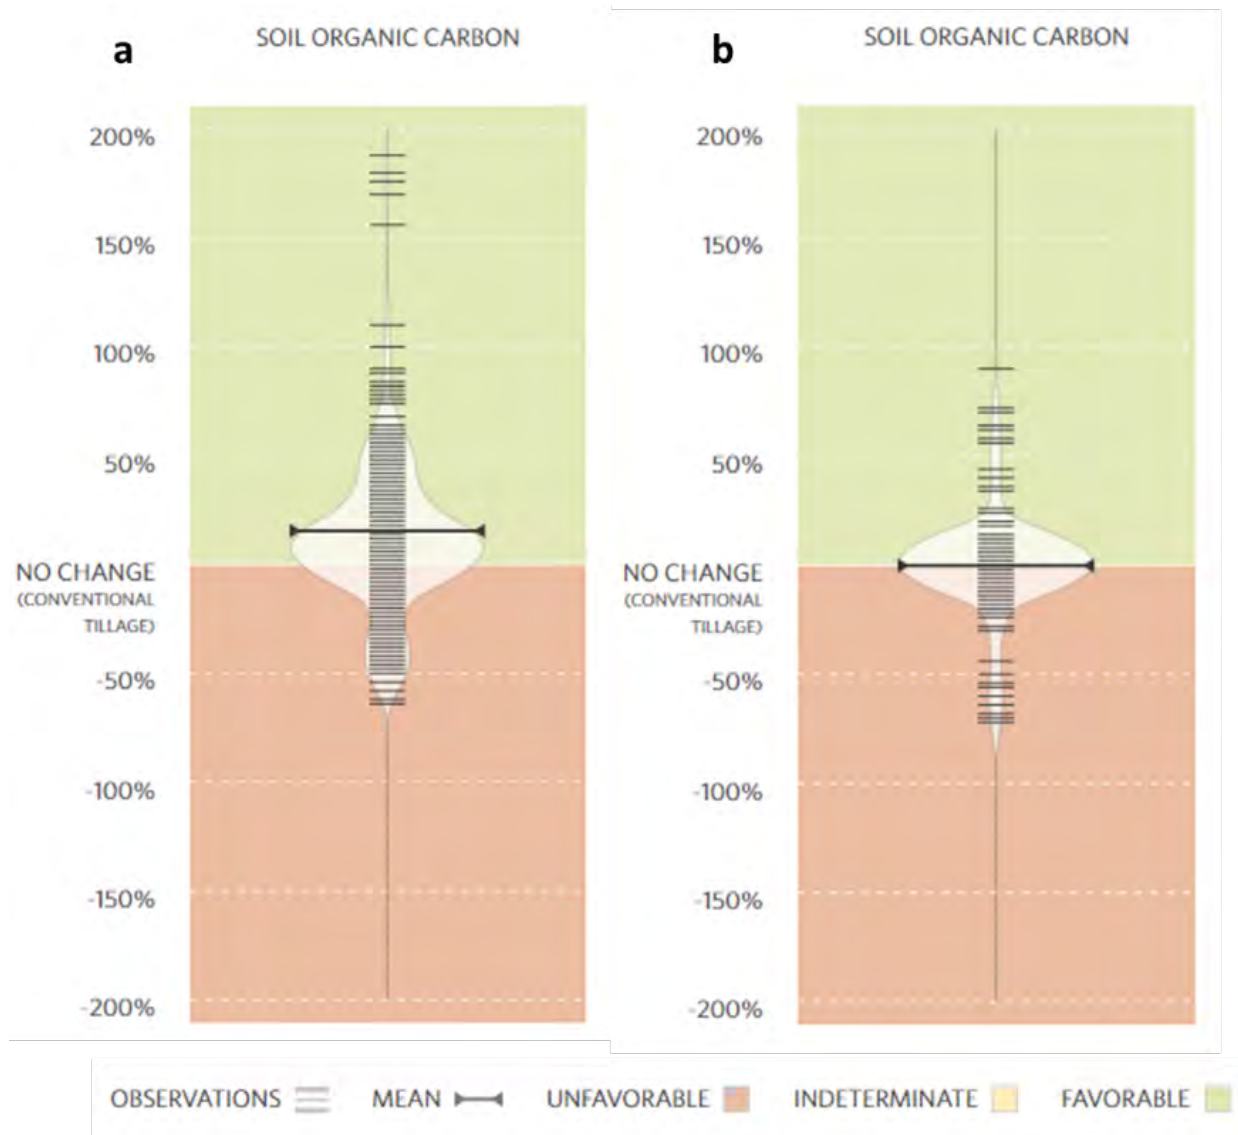 a
SOIL ORGANIC CARBON
200%
150%
100%
50%
NO CHANGE
(CONVENTIONAL
TILLAGE)
-50%
-100%
-150%
-200%
b
SOIL ORGANIC CARBON
200%
150%
100%
50%
NO CHANGE
(CONVENTIONAL
TILLAGE)
-50%
-100%
-150%
-200%
OBSERVATIONS MEAN UNFAVORABLE INDETERMINATE FAVORABLE